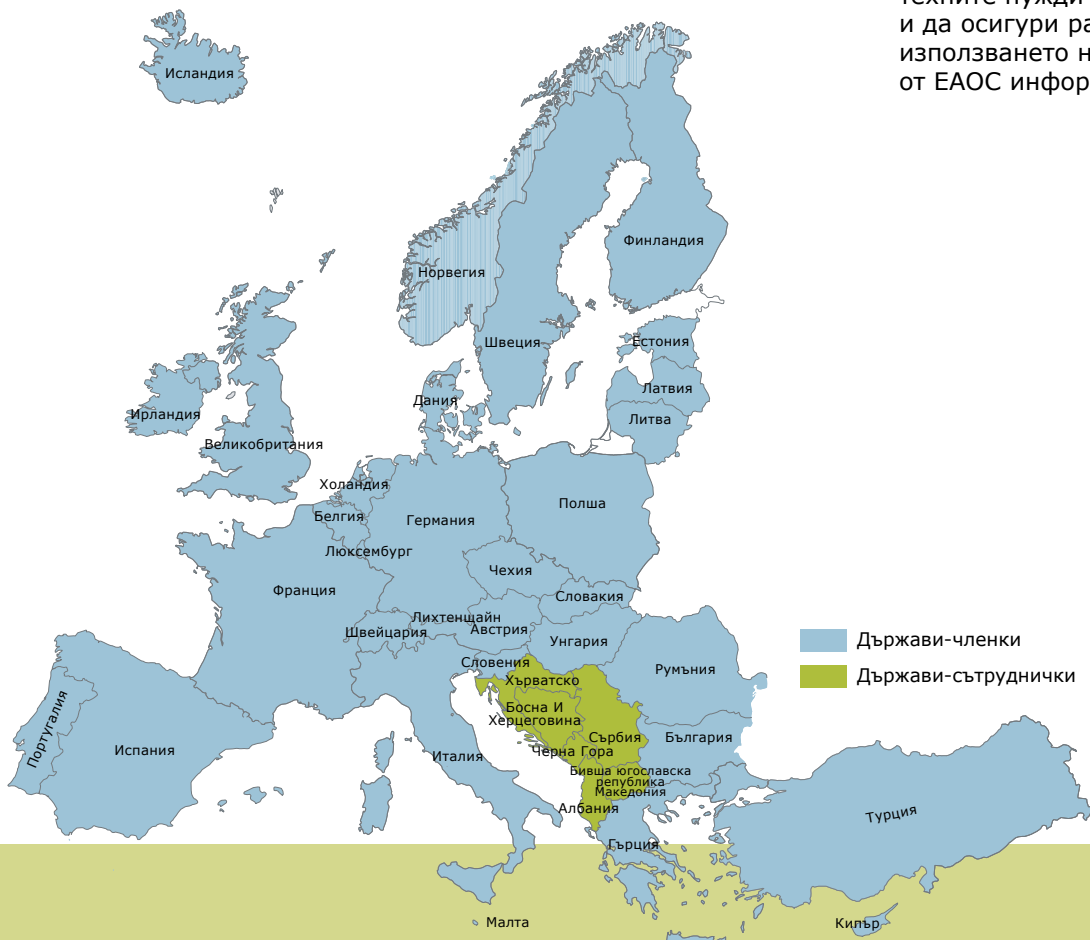 техните нужди
и да осигури ра
използването н
от ЕАОС инфор
Исландия
Финландия
Норвегия
Швеция
Естония
Латвия
Дания
Литва
Ирландия
Великобритания
Холандия
Полша
Белгия
Германия
Люксембург
Чехия
Франция
Словакия
Лихтенщайн
Австрия
Швейцария
Унгария
Държави-членки
Словения
Румъния
Държави-сътруднички
Хърватско
Босна И
Херцеговина
Португалия
Испания
Сърбия
България
Черна Гора
Италия
Бивша югославска
република
Македония
Албания
Турция
Гърция
Малта
Кипър